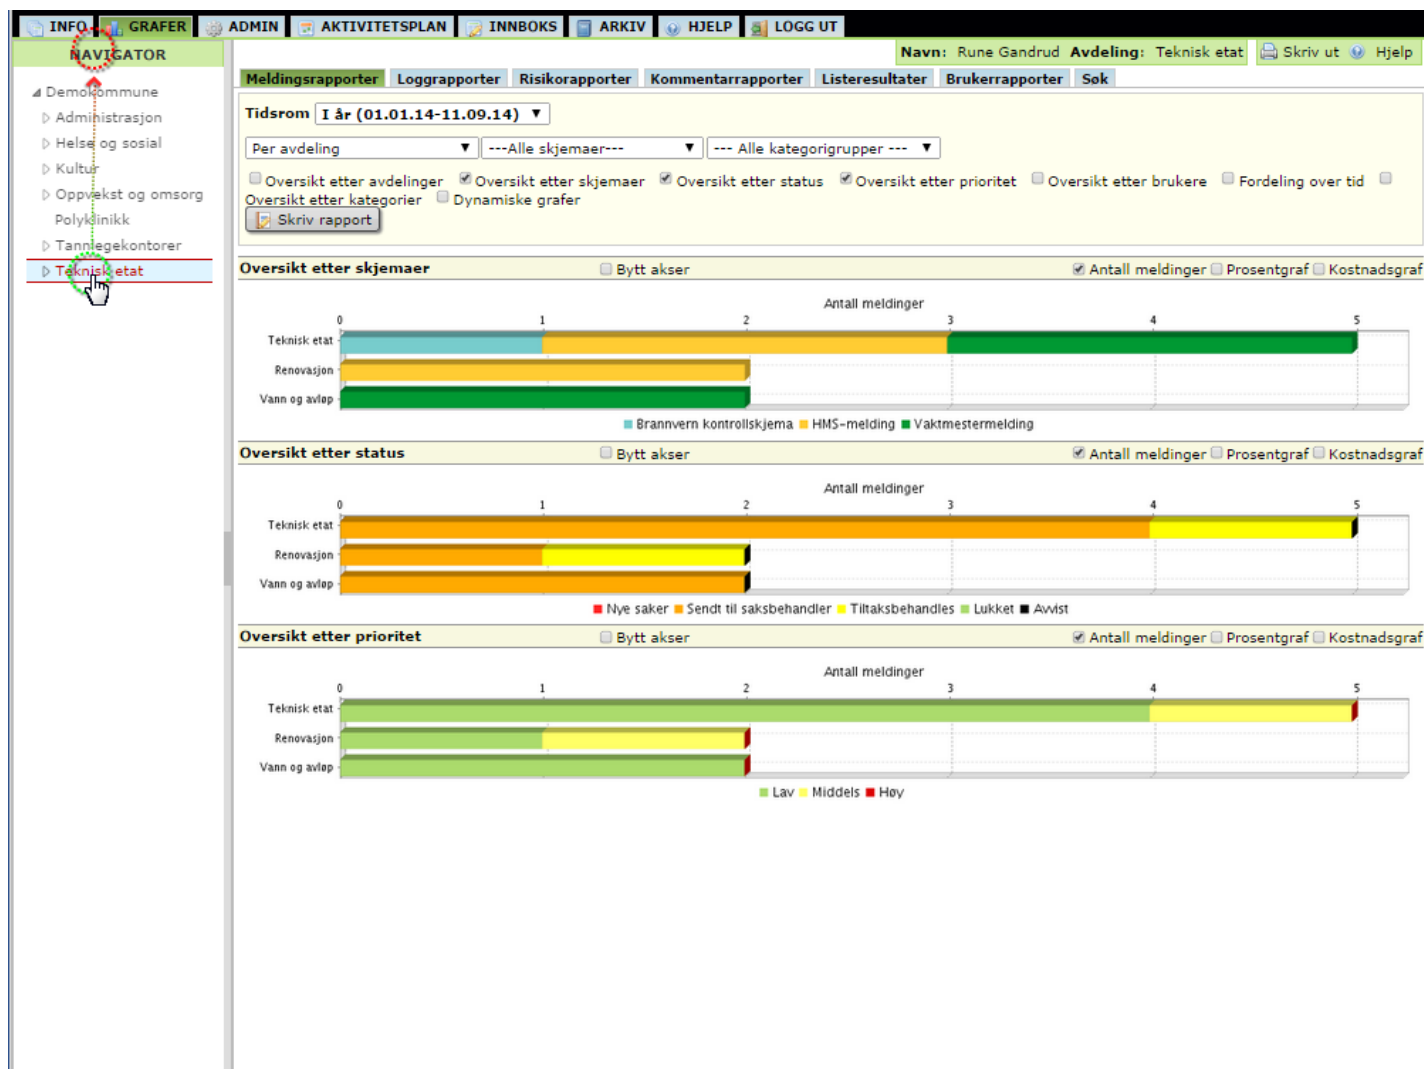 INFO GRAFER ADMIN AKTIVITETSPLAN INNBOKS ARKIV HJELP LOGG UT
NAVIGATOR
Navn: Rune Gandrud Avdeling: Teknisk etat Skriv ut Hjelp
Meldingsrapporter Loggrapporter Risikorapporter Kommentarrapporter Listeresultater Brukerrapporter Søk
Demokommune
Administrasjon
Helse og sosial
Kultur
Oppvekst og omsorg
Polyklinikk
Tannlegekontorer
Teknisk etat
Tidsrom I år (01.01.14-11.09.14)
Per avdeling ---Alle skjemaer--- --- Alle kategorigrupper ---
Oversikt etter avdelinger Oversikt etter skjemaer Oversikt etter status Oversikt etter prioritet Oversikt etter brukere Fordeling over tid
Oversikt etter kategorier Dynamiske grafer
Skriv rapport
Oversikt etter skjemaer Bytt akser Antall meldinger Prosentgraf Kostnadsgraf
Antall meldinger
0 1 2 3 4 5
Teknisk etat
Renovasjon
Vann og avløp
Brannvern kontrollskjema HMS-melding Vaktmestermelding
Oversikt etter status Bytt akser Antall meldinger Prosentgraf Kostnadsgraf
Antall meldinger
0 1 2 3 4 5
Teknisk etat
Renovasjon
Vann og avløp
Nye saker Sendt til saksbehandler Tiltaksbehandles Lukket Avvist
Oversikt etter prioritet Bytt akser Antall meldinger Prosentgraf Kostnadsgraf
Antall meldinger
0 1 2 3 4 5
Teknisk etat
Renovasjon
Vann og avløp
Lav Middels Høy